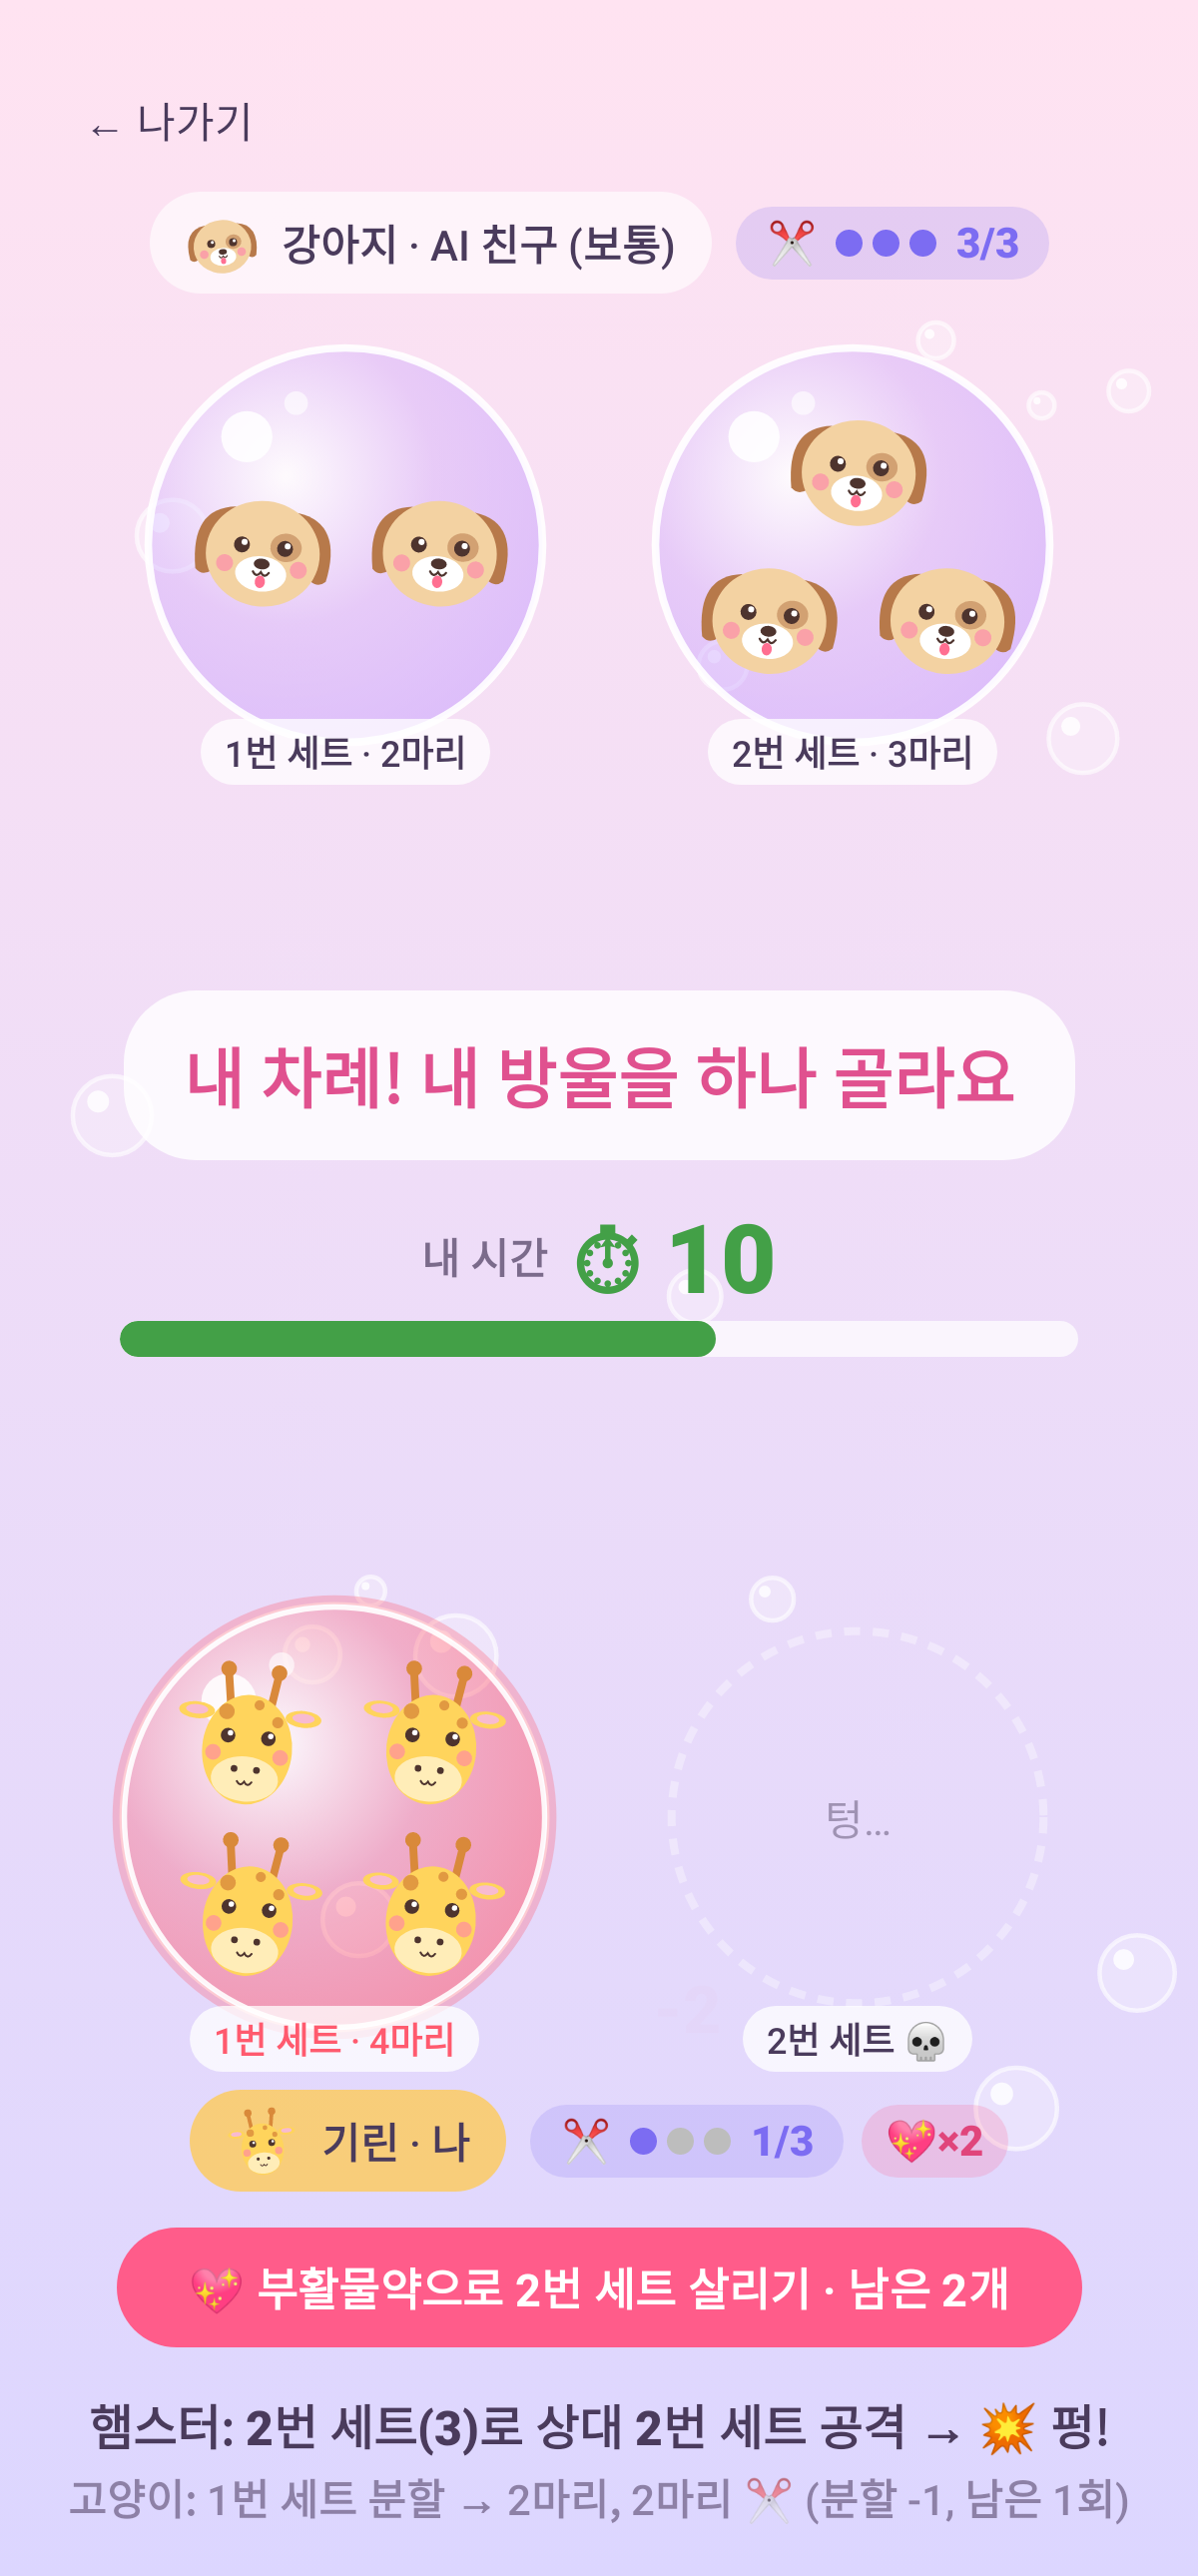 ← 나가기
강아지 · AI 친구 (보통)
3/3
1번 세트 · 2마리
2번 세트 · 3마리
내 차례! 내 방울을 하나 골라요
내 시간 ⏱ 10
텅...
1번 세트 · 4마리
2번 세트 💀
기린 · 나
✂️ 1/3
💖×2
💖 부활물약으로 2번 세트 살리기 · 남은 2개
햄스터: 2번 세트(3)로 상대 2번 세트 공격 → 💥 펑!
고양이: 1번 세트 분할 → 2마리, 2마리 ✂️ (분할 -1, 남은 1회)